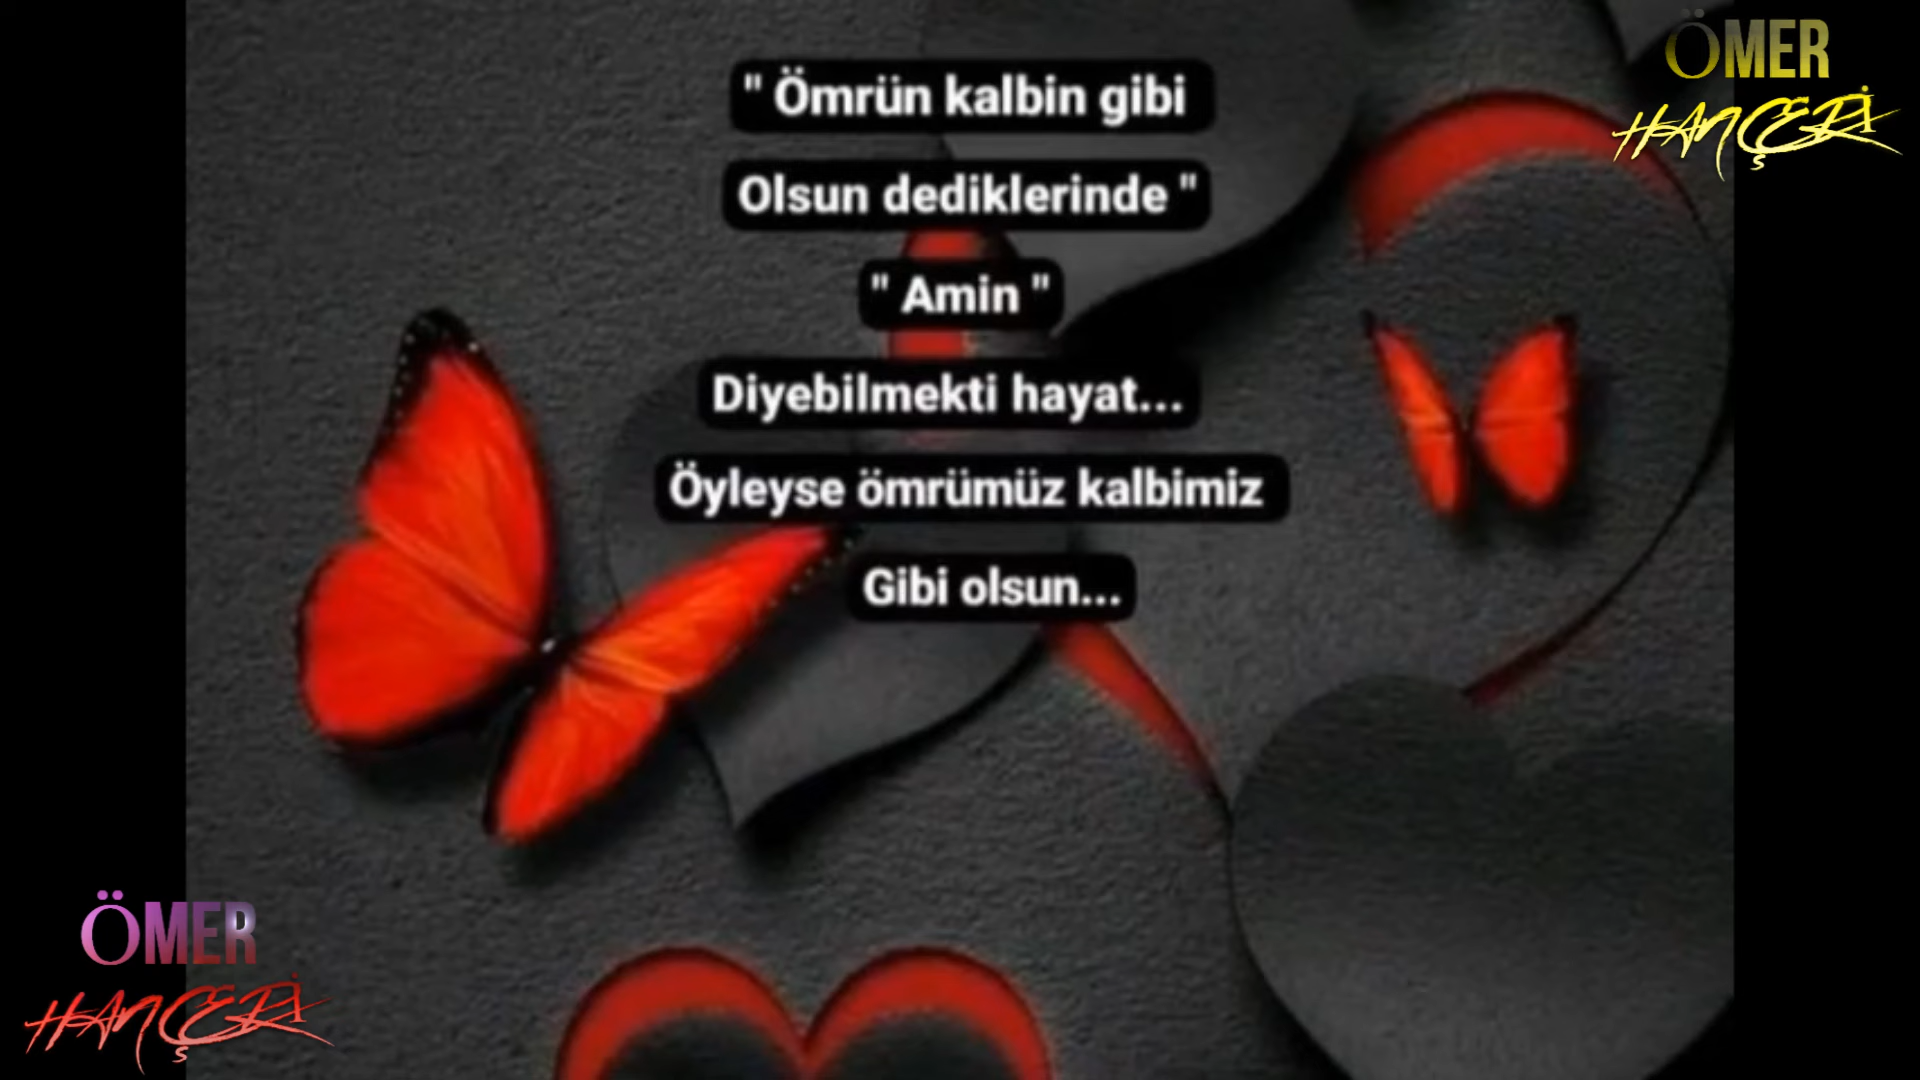 " Ömrün kalbin gibi
Olsun dediklerinde "
" Amin "
Diyebilmekti hayat...
Öyleyse ömrümüz kalbimiz
Gibi olsun...
ÖMER
HANÇERİ
ÖMER
HANÇERİ